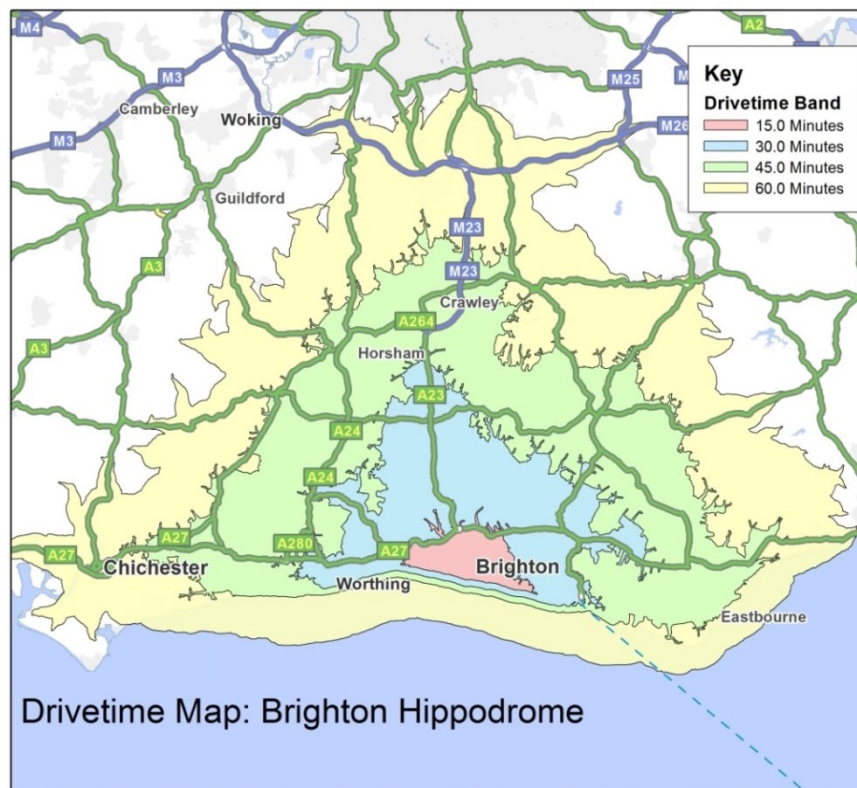 M4
A2
M3
M25
M
Key
Drivetime Band
15.0 Minutes
30.0 Minutes
45.0 Minutes
60.0 Minutes
Camberley
Woking
M26
M3
Guildford
M23
A3
M23
Crawley
A264
A3
Horsham
A23
A24
A24
A27
A280
A27
A27
Chichester
Brighton
Worthing
Eastbourne
Drivetime Map: Brighton Hippodrome